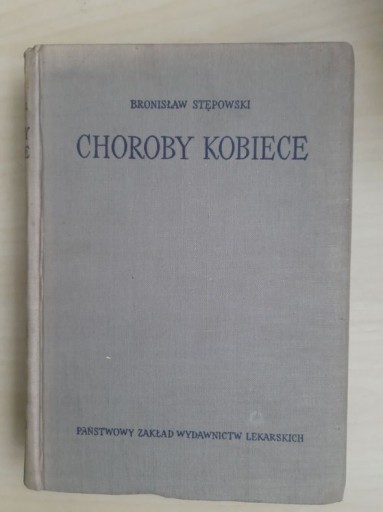 BRONISŁAW STĘPOWSKI
CHOROBY KOBIECE
PAŃSTWOWY ZAKŁAD WYDAWNICTW LEKARSKICH